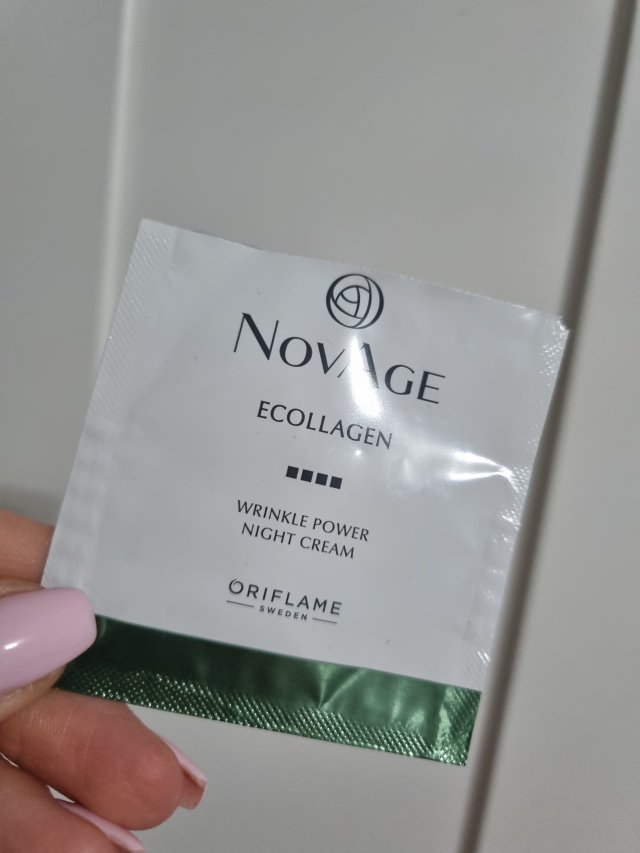 NOVAGE
ECOLLAGEN
WRINKLE POWER
NIGHT CREAM
ORIFLAME
SWEDEN